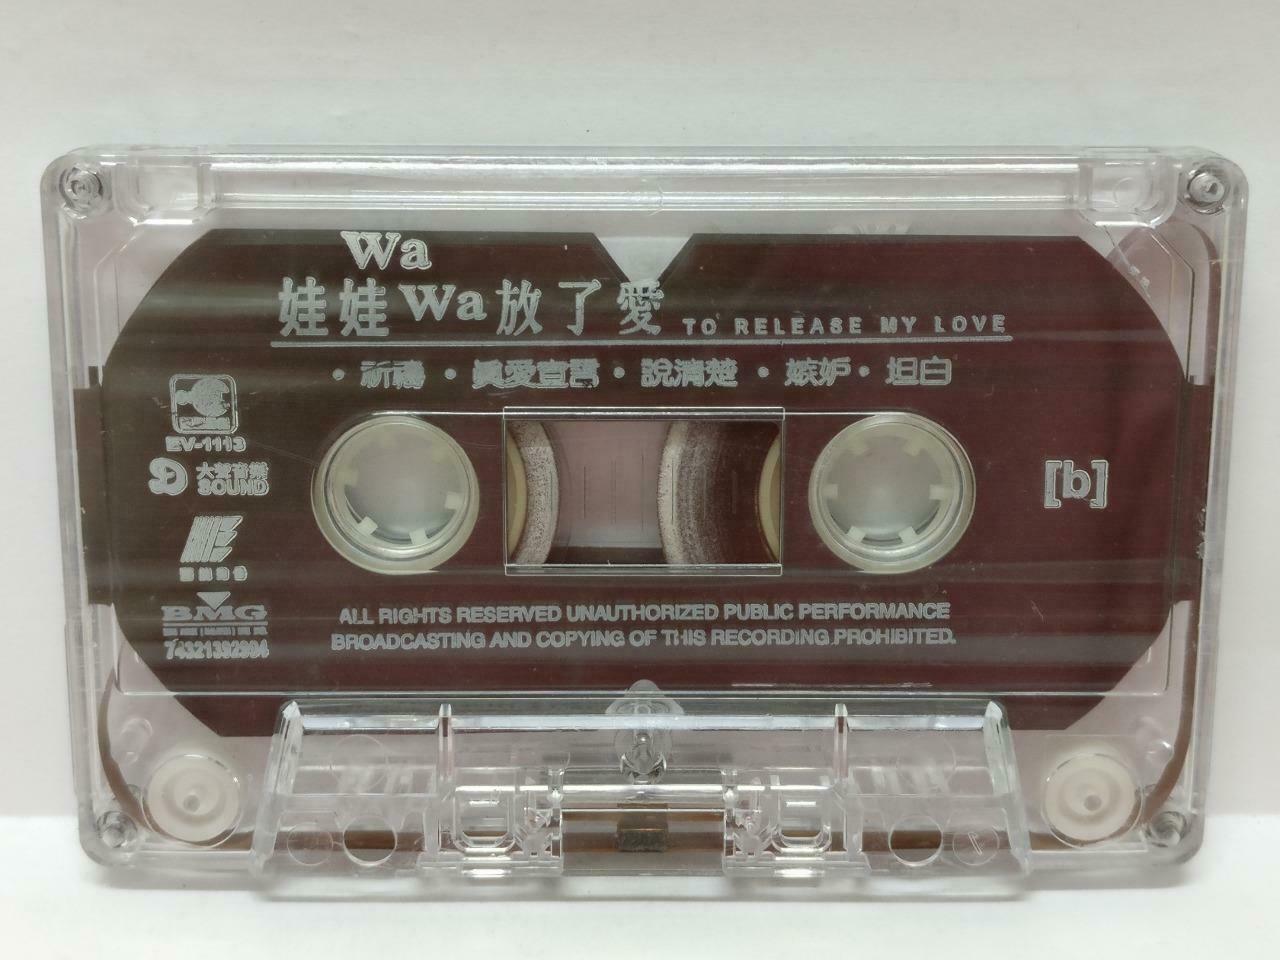 Wa
娃娃 Wa 放了愛 TO RELEASE MY LOVE
・祈禱・眞愛宣言・說清楚・嫉妒・坦白
EV-1113
大聲音樂
SOUND
[b]
BMG
74321392904
ALL RIGHTS RESERVED UNAUTHORIZED PUBLIC PERFORMANCE
BROADCASTING AND COPYING OF THIS RECORDING PROHIBITED.